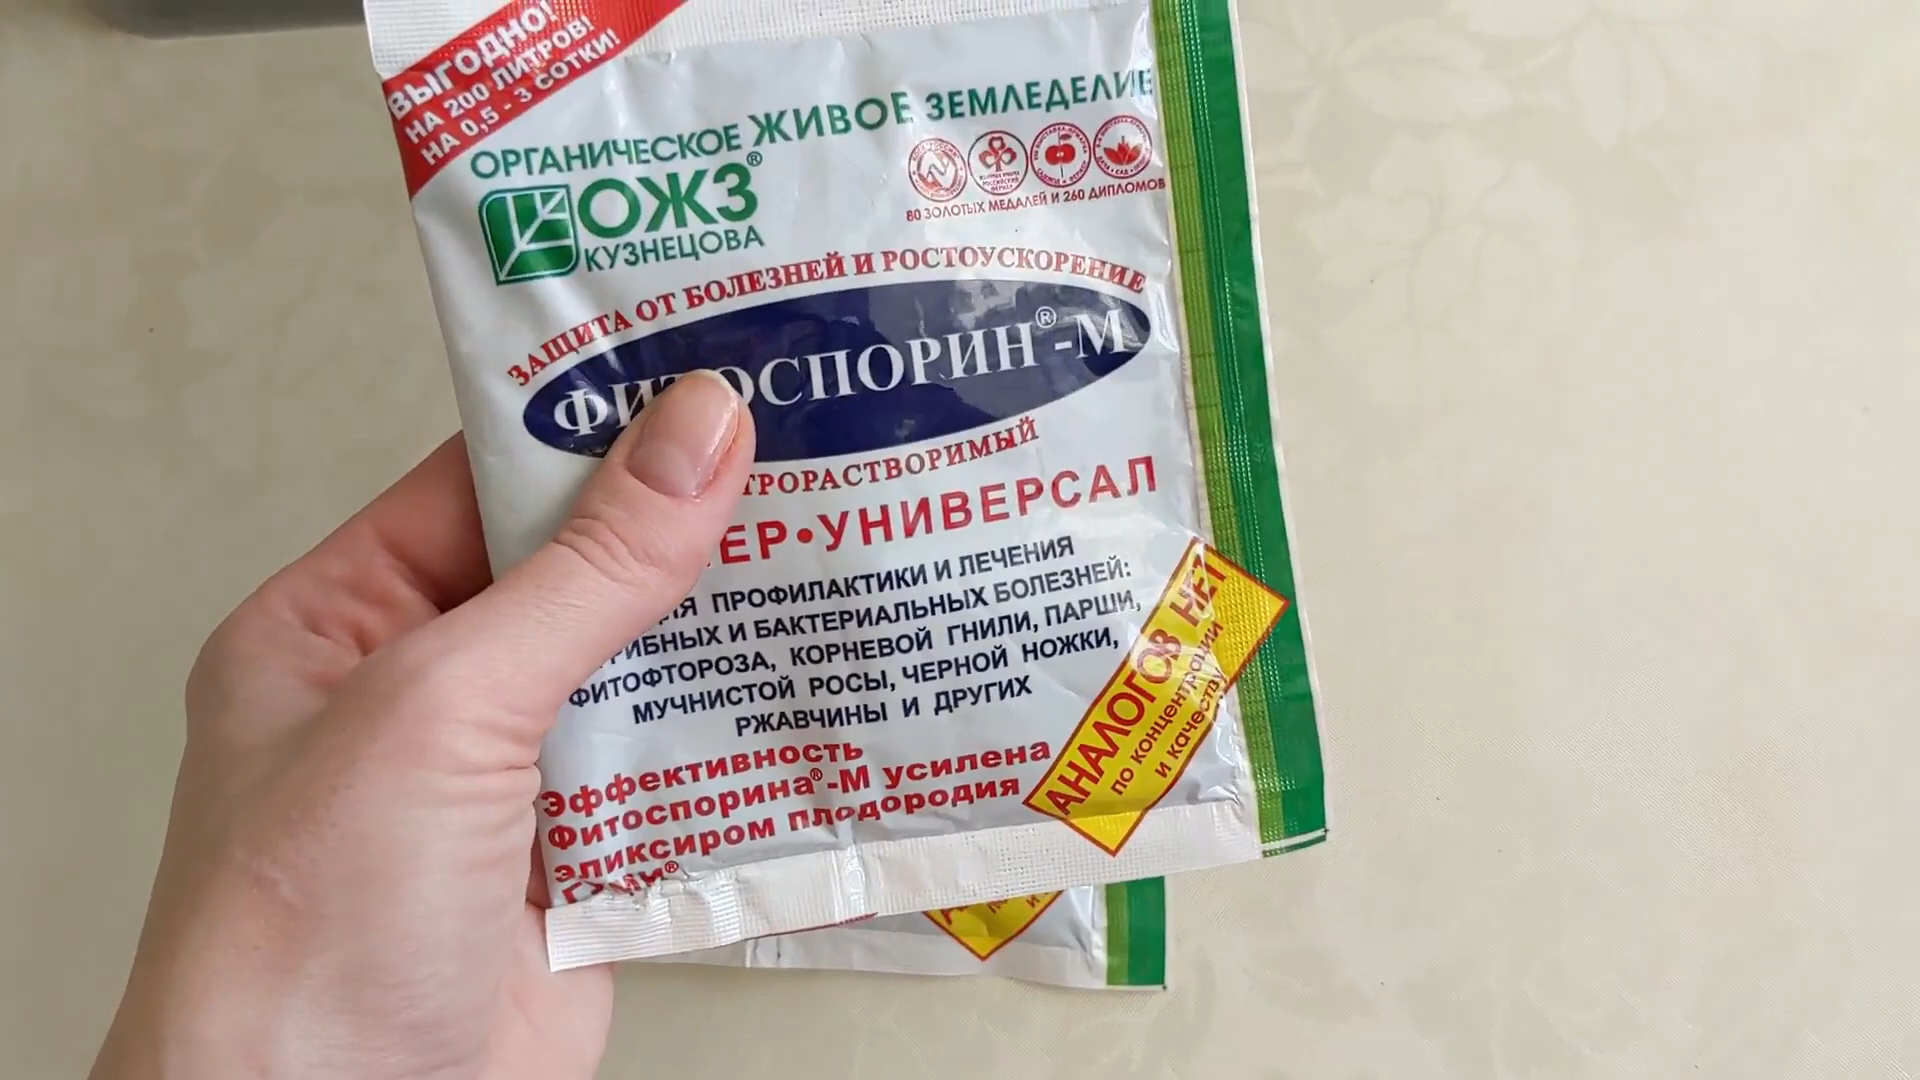 ВЫГОДНО!
НА 200 ЛИТРОВ!
НА 0,5 - 3 СОТКИ!
ОРГАНИЧЕСКОЕ ЖИВОЕ ЗЕМЛЕДЕЛИЕ
ОЖЗ®
КУЗНЕЦОВА
80 ЗОЛОТЫХ МЕДАЛЕЙ И 260 ДИПЛОМОВ
ЗАЩИТА ОТ БОЛЕЗНЕЙ И РОСТОУСКОРЕНИЕ
ФИТОСПОРИН®-М
ТРОРАСТВОРИМЫЙ
ЕР•УНИВЕРСАЛ
ПРОФИЛАКТИКИ И ЛЕЧЕНИЯ
РИБНЫХ И БАКТЕРИАЛЬНЫХ БОЛЕЗНЕЙ:
ФИТОФТОРОЗА, КОРНЕВОЙ ГНИЛИ, ПАРШИ,
МУЧНИСТОЙ РОСЫ, ЧЕРНОЙ НОЖКИ,
РЖАВЧИНЫ И ДРУГИХ
Эффективность
Фитоспорина®-М усилена
эликсиром плодородия
ГУМИ®
АНАЛОГОВ НЕТ
по концентрации
и качеству